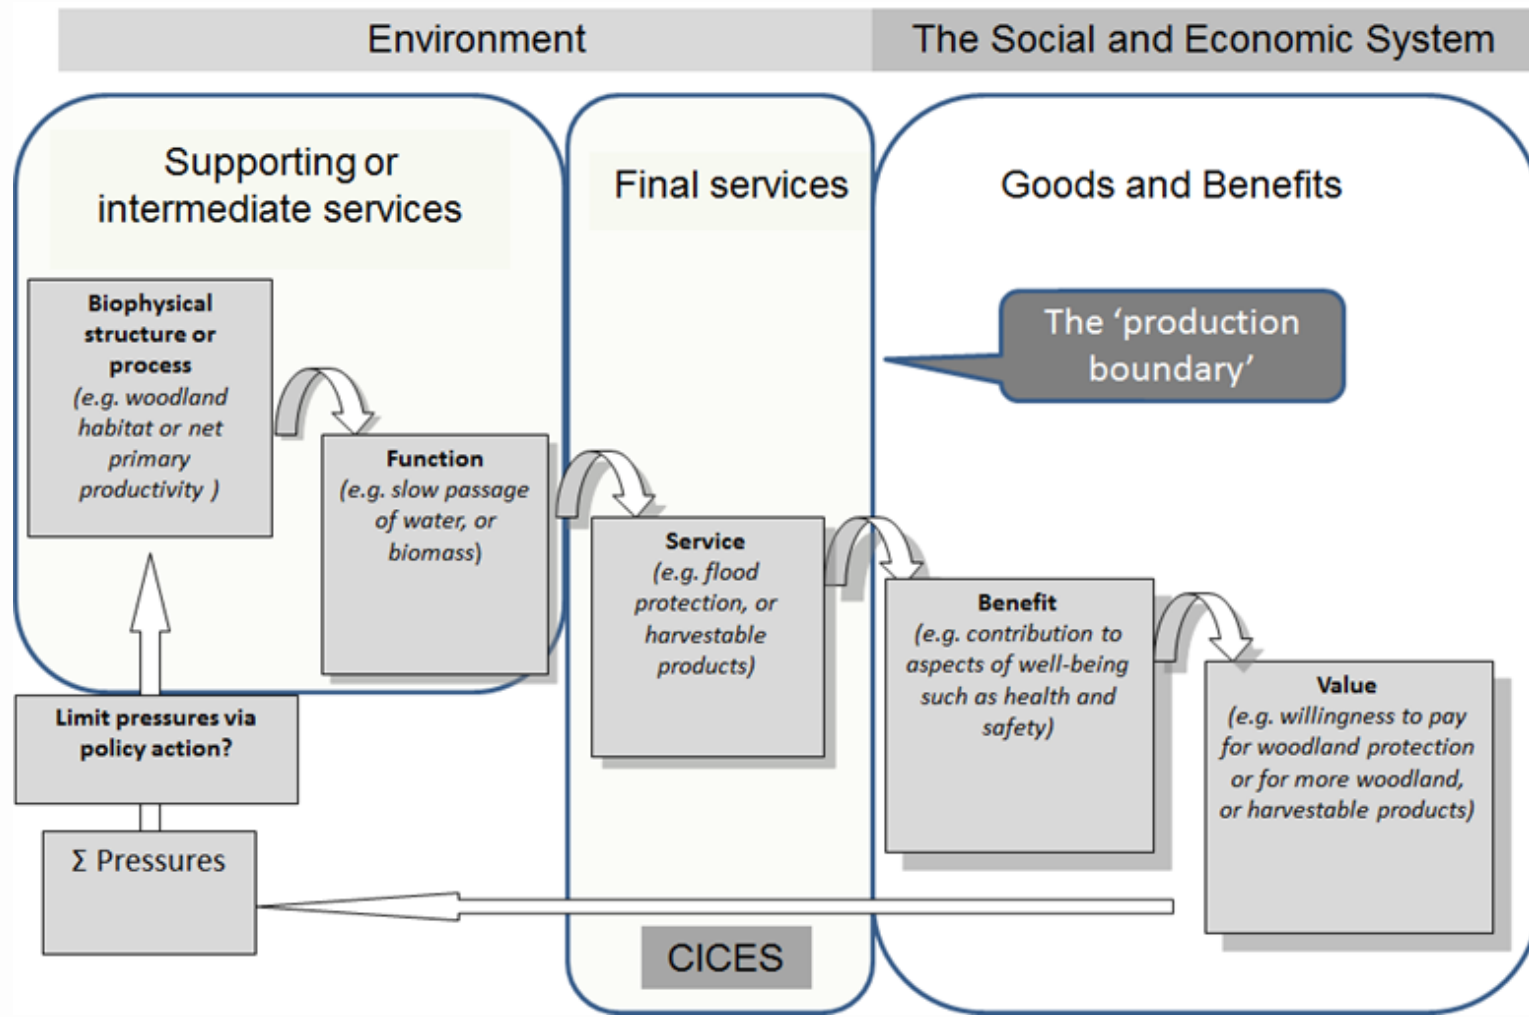 Environment
The Social and Economic System
Supporting or
intermediate services
Final services
Goods and Benefits
The ‘production
boundary’
Biophysical
structure or
process
(e.g. woodland
habitat or net
primary
productivity )
Function
(e.g. slow passage
of water, or
biomass)
Service
(e.g. flood
protection, or
harvestable
products)
Benefit
(e.g. contribution to
aspects of well-being
such as health and
safety)
Value
(e.g. willingness to pay
for woodland protection
or for more woodland,
or harvestable products)
Limit pressures via
policy action?
Σ Pressures
CICES